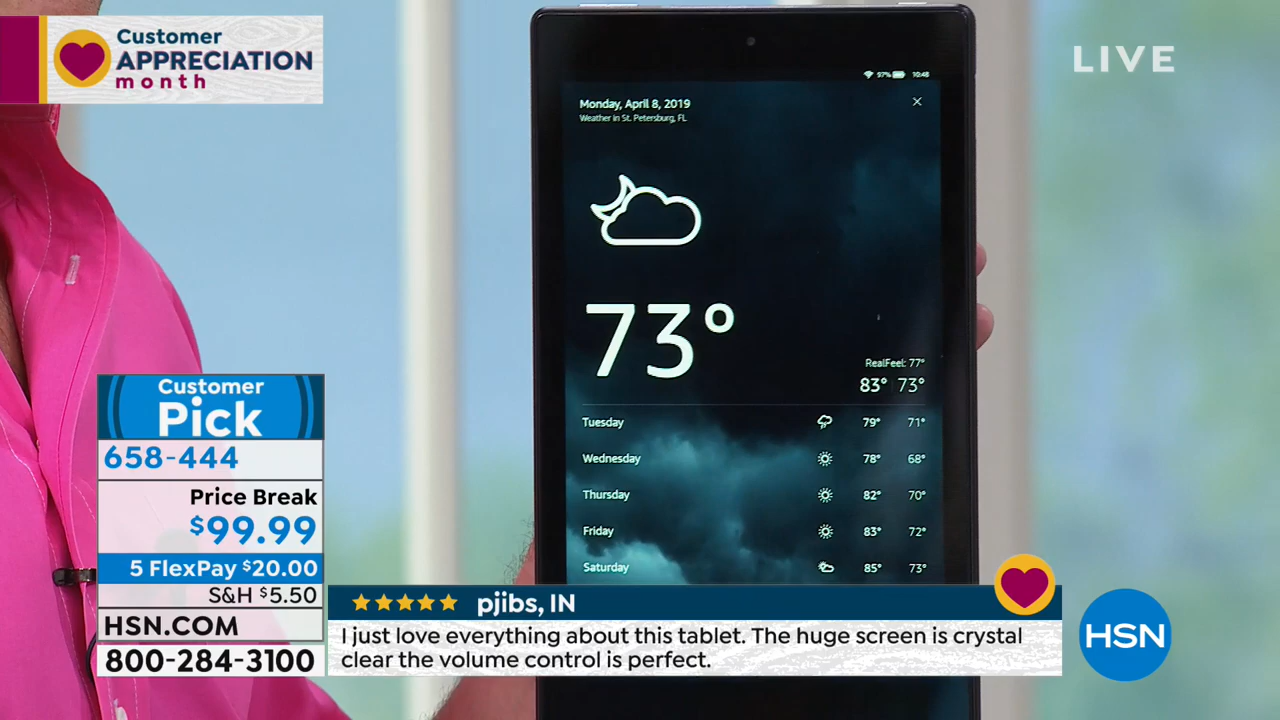 Customer
APPRECIATION
month
LIVE
97% 10:48
Monday, April 8, 2019
Weather in St. Petersburg, FL
73°
RealFeel: 77°
83° 73°
Tuesday 79° 71°
Wednesday 78° 68°
Thursday 82° 70°
Friday 83° 72°
Saturday 85° 73°
Customer
Pick
658-444
Price Break
$99.99
5 FlexPay $20.00
S&H $5.50
HSN.COM
800-284-3100
pjibs, IN
I just love everything about this tablet. The huge screen is crystal
clear the volume control is perfect.
HSN